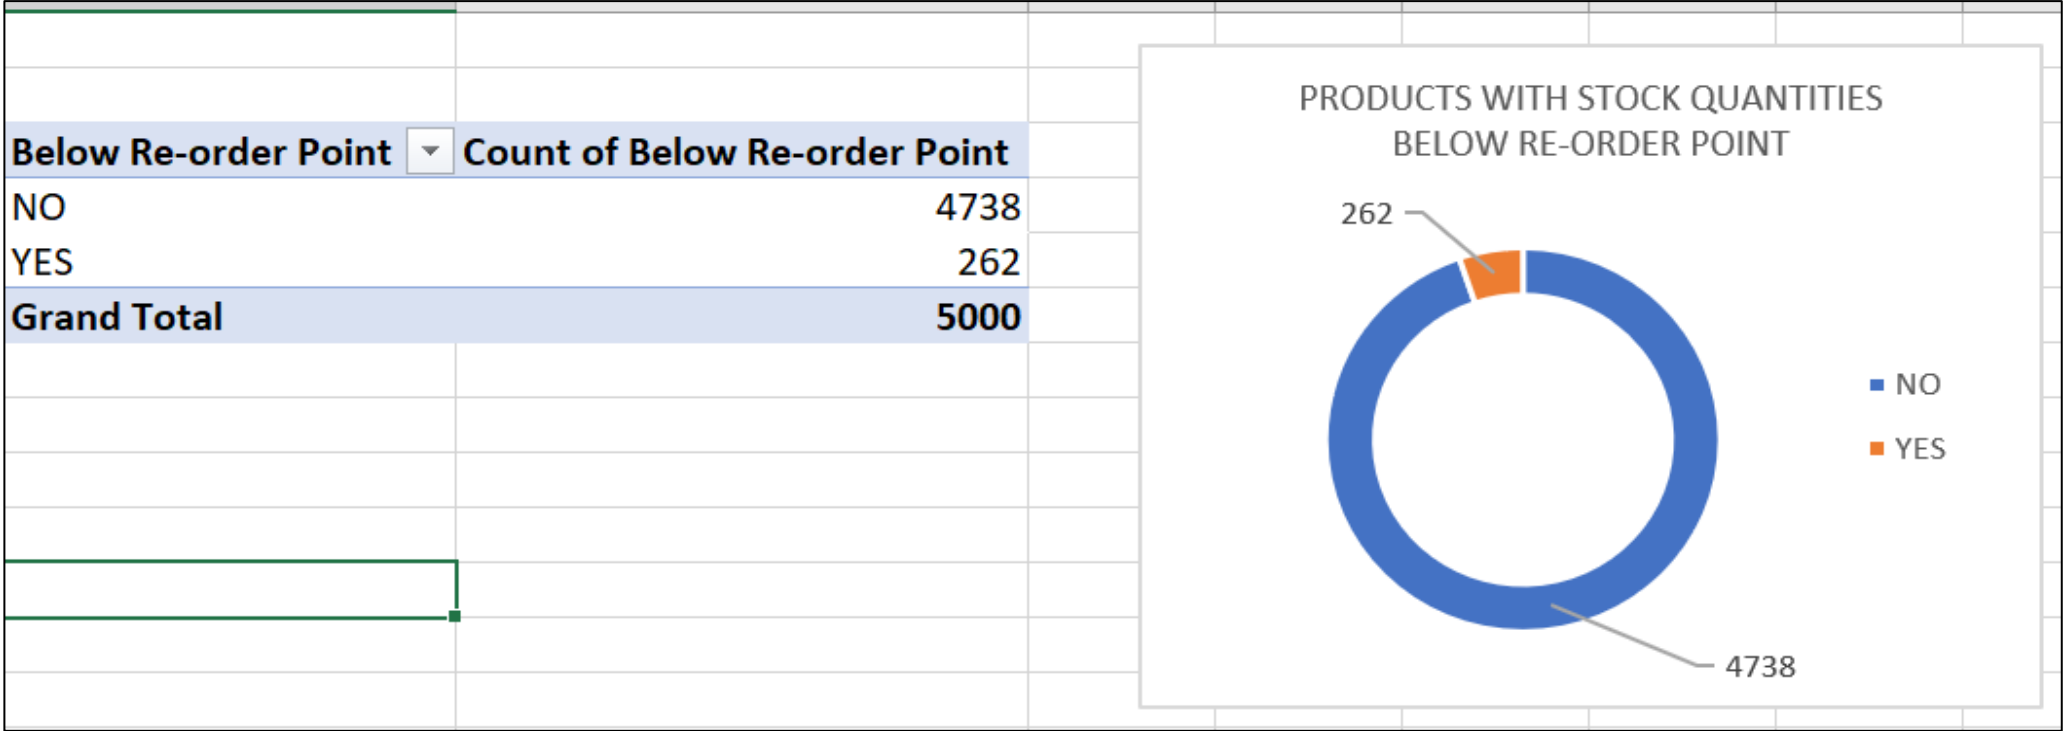 Below Re-order Point Count of Below Re-order Point
NO 4738
YES 262
Grand Total 5000
PRODUCTS WITH STOCK QUANTITIES
BELOW RE-ORDER POINT
262
NO
YES
4738